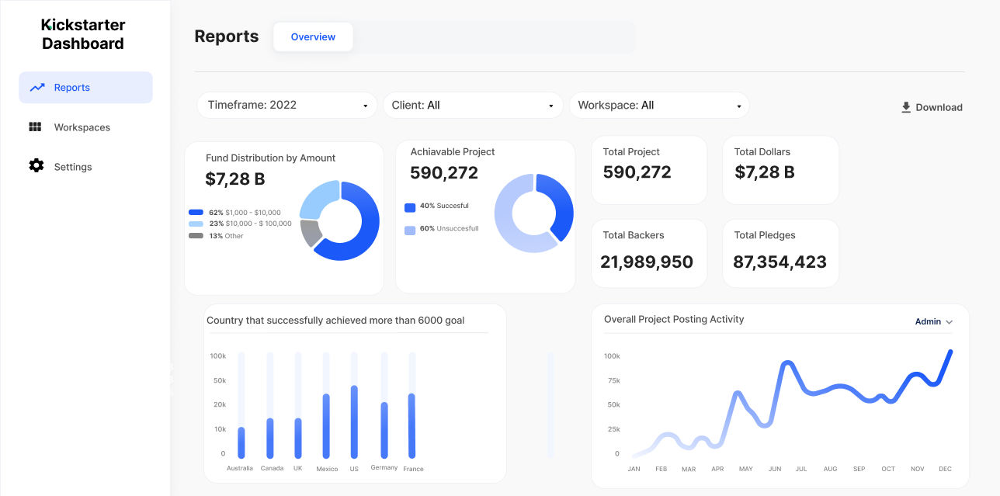 Kickstarter
Dashboard
Reports
Workspaces
Settings
Reports
Overview
Timeframe: 2022
Client: All
Workspace: All
Download
Fund Distribution by Amount
$7,28 B
62% $1,000 - $10,000
23% $10,000 - $ 100,000
13% Other
Achiavable Project
590,272
40% Succesful
60% Unsuccesfull
Total Project
590,272
Total Dollars
$7,28 B
Total Backers
21,989,950
Total Pledges
87,354,423
Country that successfully achieved more than 6000 goal
100k
50k
20k
10k
0
Australia Canada UK Mexico US Germany France
Overall Project Posting Activity
Admin
100k
75k
50k
25k
0
JAN FEB MAR APR MAY JUN JUL AUG SEP OCT NOV DEC